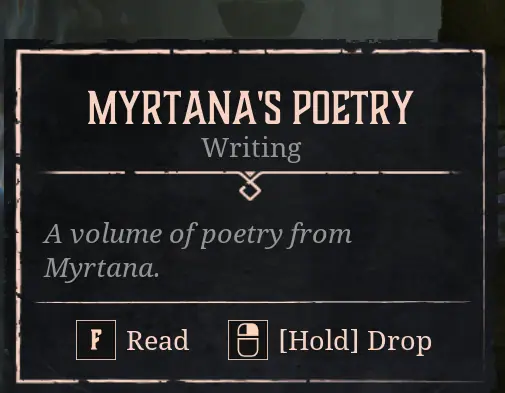 MYRTANA'S POETRY
Writing
A volume of poetry from
Myrtana.
F Read [Hold] Drop